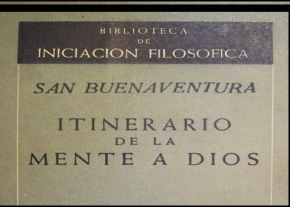 BIBLIOTECA
DE
INICIACION FILOSOFICA
SAN BUENAVENTURA
ITINERARIO
DE LA
MENTE A DIOS